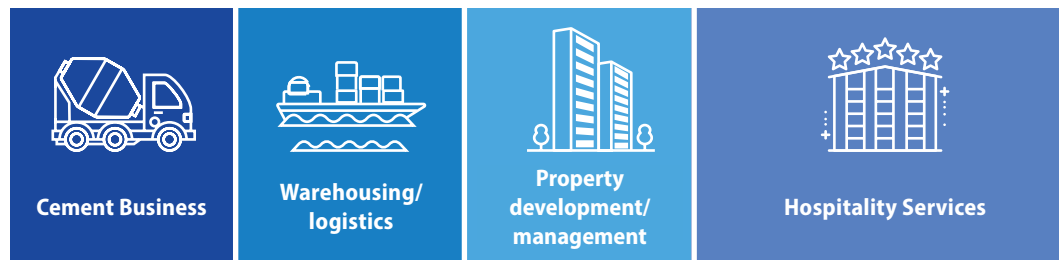 Cement Business
Warehousing/
logistics
Property
development/
management
Hospitality Services